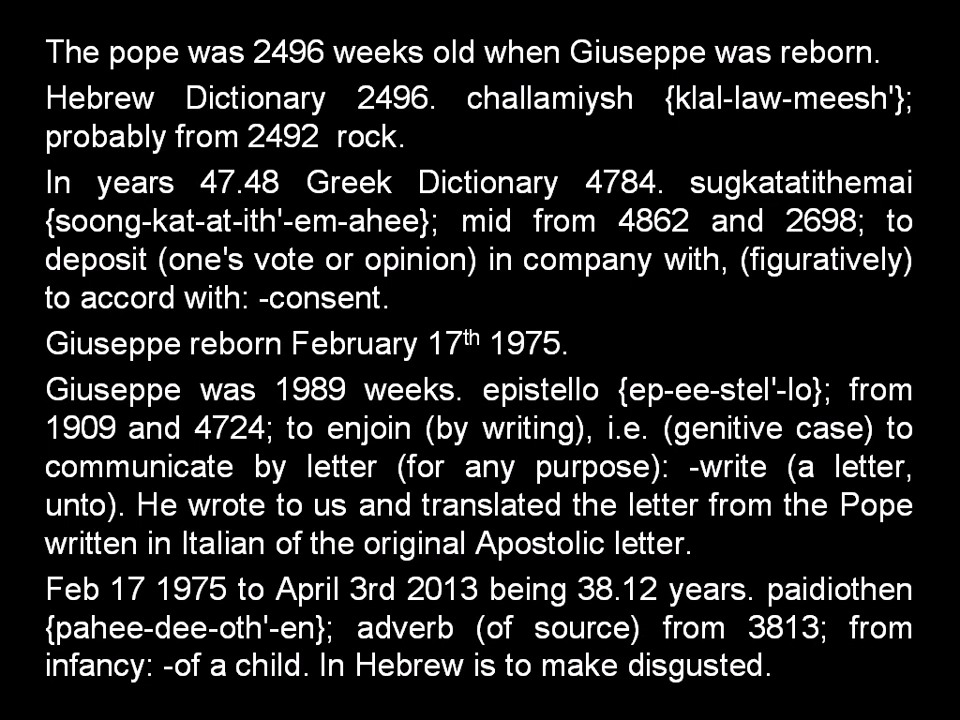 The pope was 2496 weeks old when Giuseppe was reborn.
Hebrew Dictionary 2496. challamiysh {klal-law-meesh'};
probably from 2492 rock.
In years 47.48 Greek Dictionary 4784. sugkatatithemai
{soong-kat-at-ith'-em-ahee}; mid from 4862 and 2698; to
deposit (one's vote or opinion) in company with, (figuratively)
to accord with: -consent.
Giuseppe reborn February 17th 1975.
Giuseppe was 1989 weeks. epistello {ep-ee-stel'-lo}; from
1909 and 4724; to enjoin (by writing), i.e. (genitive case) to
communicate by letter (for any purpose): -write (a letter,
unto). He wrote to us and translated the letter from the Pope
written in Italian of the original Apostolic letter.
Feb 17 1975 to April 3rd 2013 being 38.12 years. paidiothen
{pahee-dee-oth'-en}; adverb (of source) from 3813; from
infancy: -of a child. In Hebrew is to make disgusted.